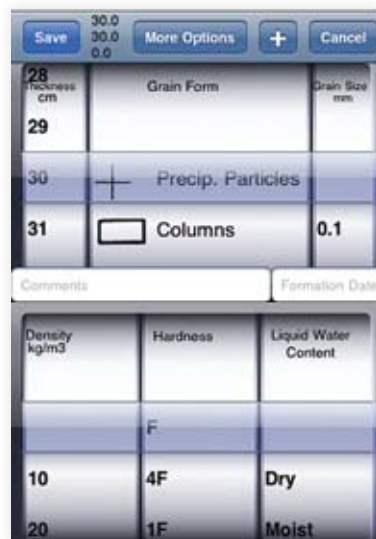 Save
30.0
30.0
0.0
More Options
+
Cancel
28
Thickness
cm
Grain Form
Grain Size
mm
29
30 Precip. Particles
31 Columns 0.1
Comments Formation Date
Density
kg/m3
Hardness
Liquid Water
Content
F
10 4F Dry
20 1F Moist